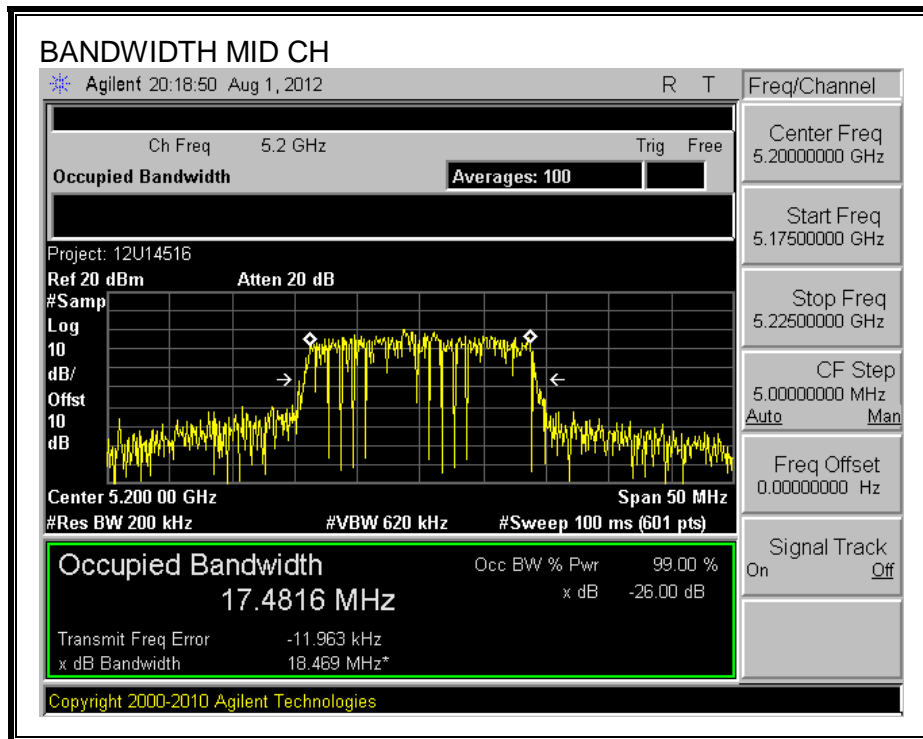 BANDWIDTH MID CH
Agilent 20:18:50 Aug 1, 2012 R T
Freq/Channel
Ch Freq 5.2 GHz Trig Free
Occupied Bandwidth Averages: 100
Center Freq
5.20000000 GHz
Start Freq
5.17500000 GHz
Stop Freq
5.22500000 GHz
CF Step
5.00000000 MHz
Auto Man
Freq Offset
0.00000000 Hz
Signal Track
On Off
Project: 12U14516
Ref 20 dBm Atten 20 dB
#Samp
Log
10
dB/
Offst
10
dB
Center 5.200 00 GHz Span 50 MHz
#Res BW 200 kHz #VBW 620 kHz #Sweep 100 ms (601 pts)
Occupied Bandwidth Occ BW % Pwr 99.00 %
17.4816 MHz x dB -26.00 dB
Transmit Freq Error -11.963 kHz
x dB Bandwidth 18.469 MHz*
Copyright 2000-2010 Agilent Technologies